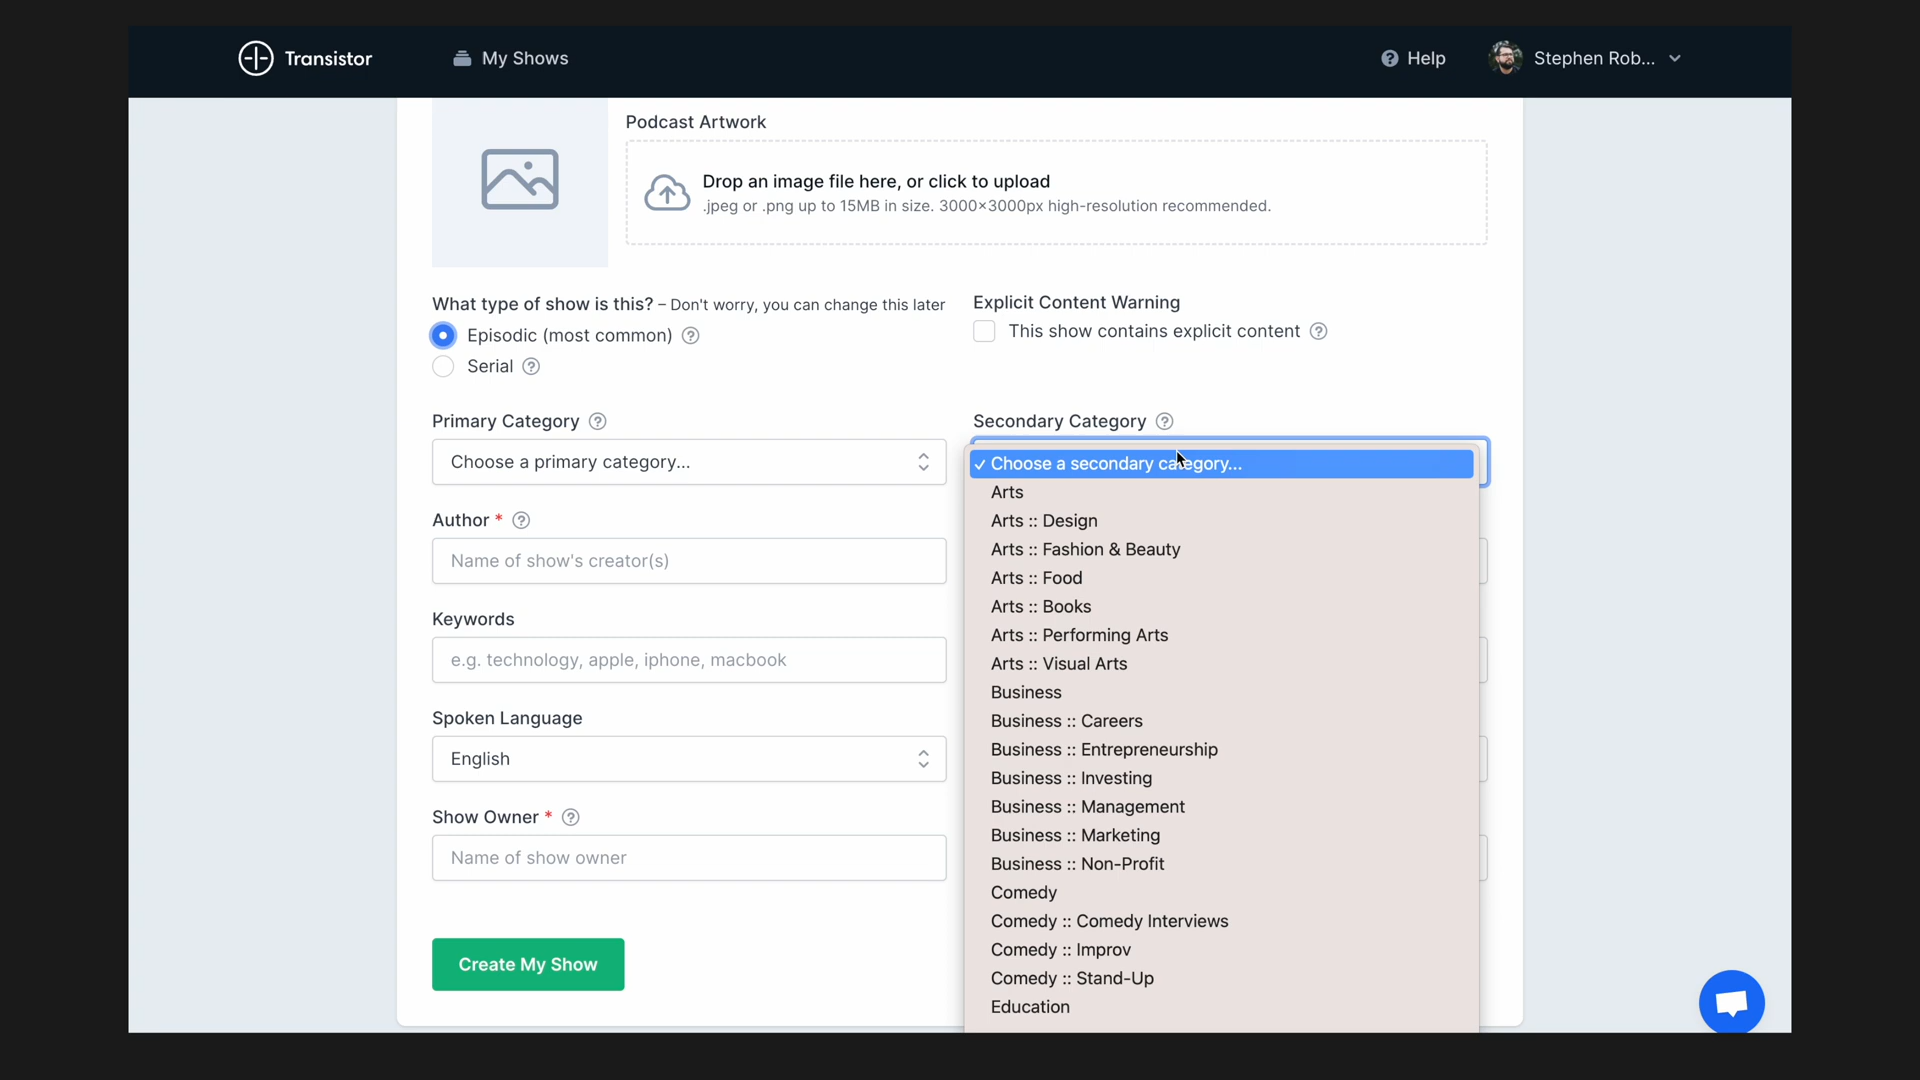 Transistor
My Shows
Help
Stephen Rob...
Podcast Artwork
Drop an image file here, or click to upload
.jpeg or .png up to 15MB in size. 3000×3000px high-resolution recommended.
What type of show is this? – Don't worry, you can change this later
Episodic (most common) ?
Serial ?
Explicit Content Warning
This show contains explicit content ?
Primary Category ?
Choose a primary category...
Author * ?
Name of show's creator(s)
Keywords
e.g. technology, apple, iphone, macbook
Spoken Language
English
Show Owner * ?
Name of show owner
Create My Show
Secondary Category ?
✓ Choose a secondary category...
Arts
Arts :: Design
Arts :: Fashion & Beauty
Arts :: Food
Arts :: Books
Arts :: Performing Arts
Arts :: Visual Arts
Business
Business :: Careers
Business :: Entrepreneurship
Business :: Investing
Business :: Management
Business :: Marketing
Business :: Non-Profit
Comedy
Comedy :: Comedy Interviews
Comedy :: Improv
Comedy :: Stand-Up
Education